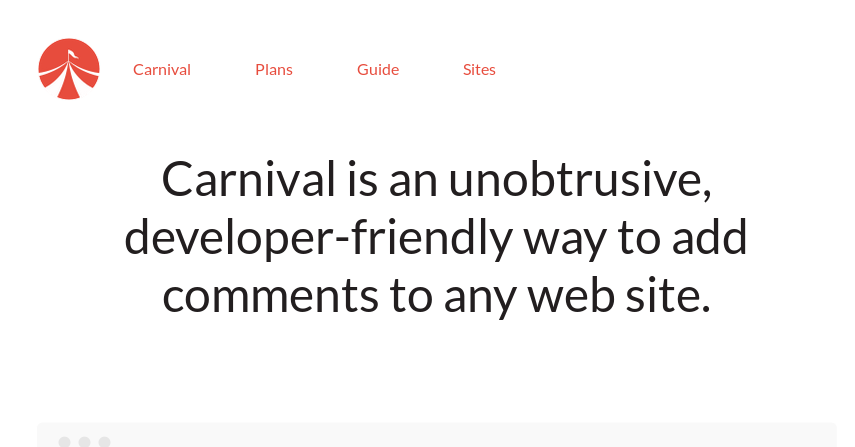 Carnival Plans Guide Sites
Carnival is an unobtrusive,
developer-friendly way to add
comments to any web site.